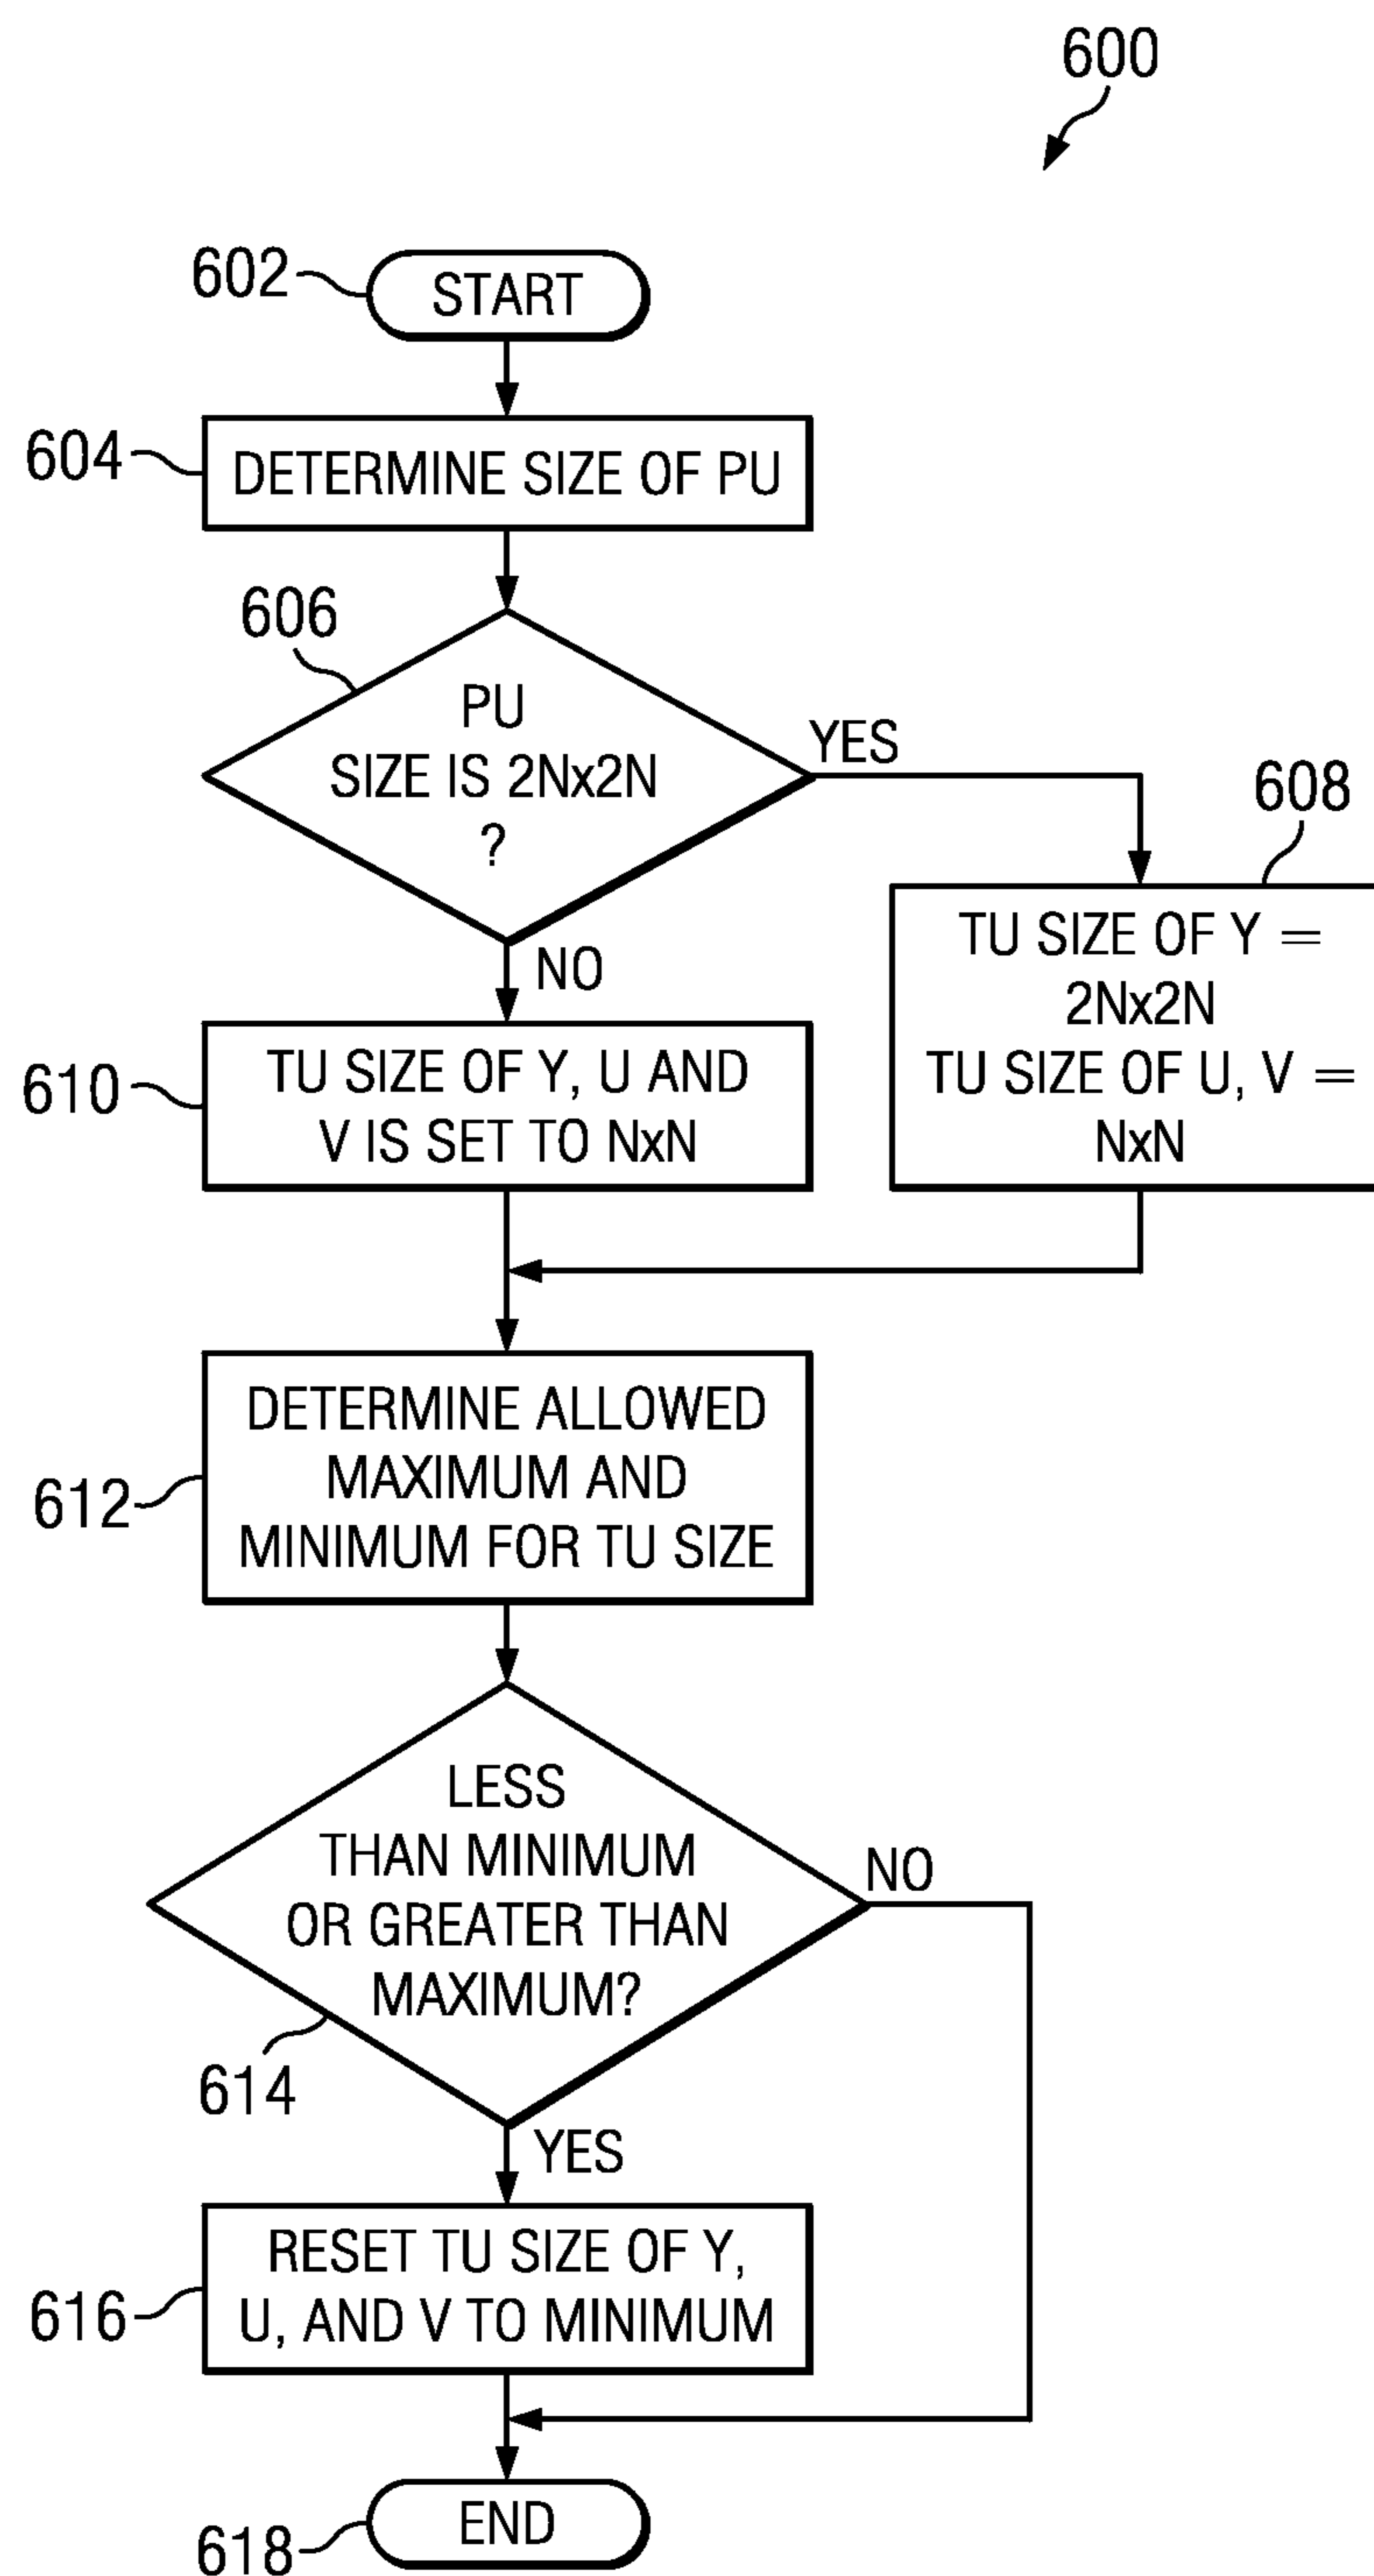 600
602
START
604
DETERMINE SIZE OF PU
606
PU
SIZE IS 2Nx2N
?
YES
608
TU SIZE OF Y =
2Nx2N
TU SIZE OF U, V =
NxN
NO
610
TU SIZE OF Y, U AND
V IS SET TO NxN
612
DETERMINE ALLOWED
MAXIMUM AND
MINIMUM FOR TU SIZE
LESS
THAN MINIMUM
OR GREATER THAN
MAXIMUM?
NO
614
YES
616
RESET TU SIZE OF Y,
U, AND V TO MINIMUM
618
END